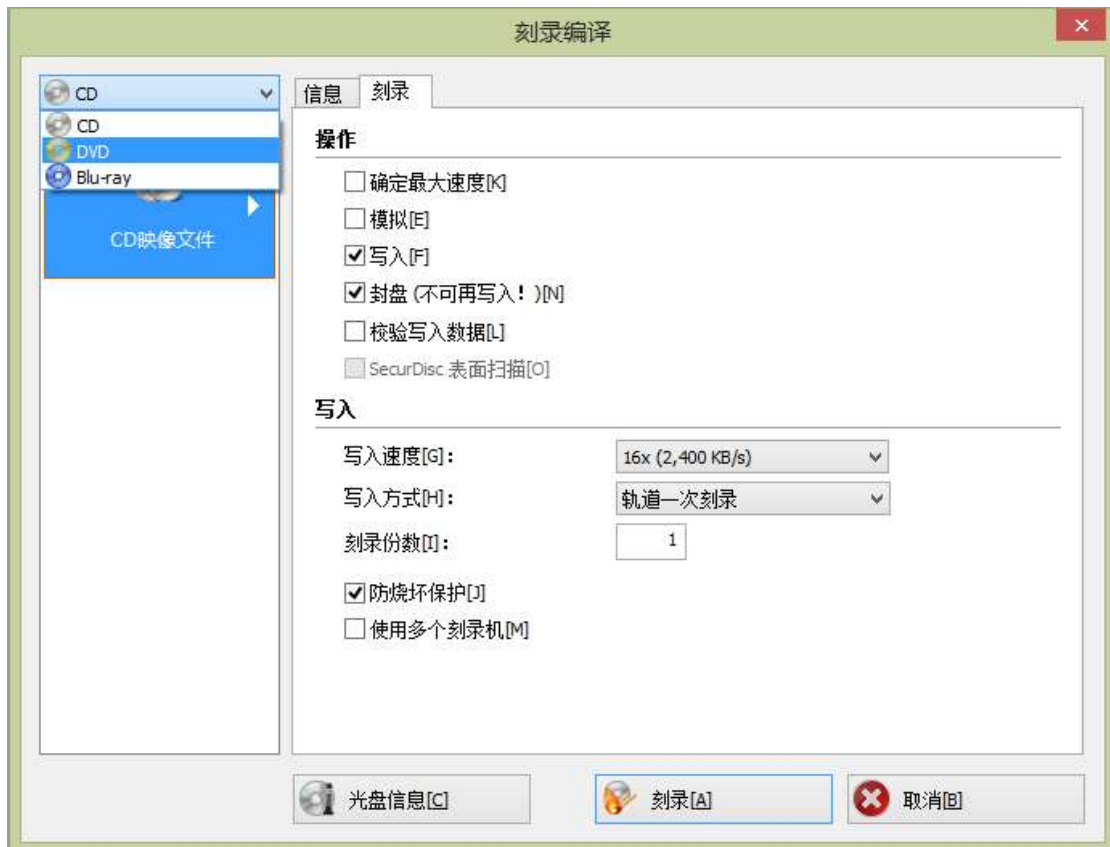 刻录编译
CD
CD
DVD
Blu-ray
CD映像文件
信息 刻录
操作
确定最大速度[K]
模拟[E]
写入[F]
封盘 (不可再写入！)[N]
校验写入数据[L]
SecurDisc 表面扫描[O]
写入
写入速度[G]： 16x (2,400 KB/s)
写入方式[H]： 轨道一次刻录
刻录份数[I]： 1
防烧坏保护[J]
使用多个刻录机[M]
光盘信息[C] 刻录[A] 取消[B]